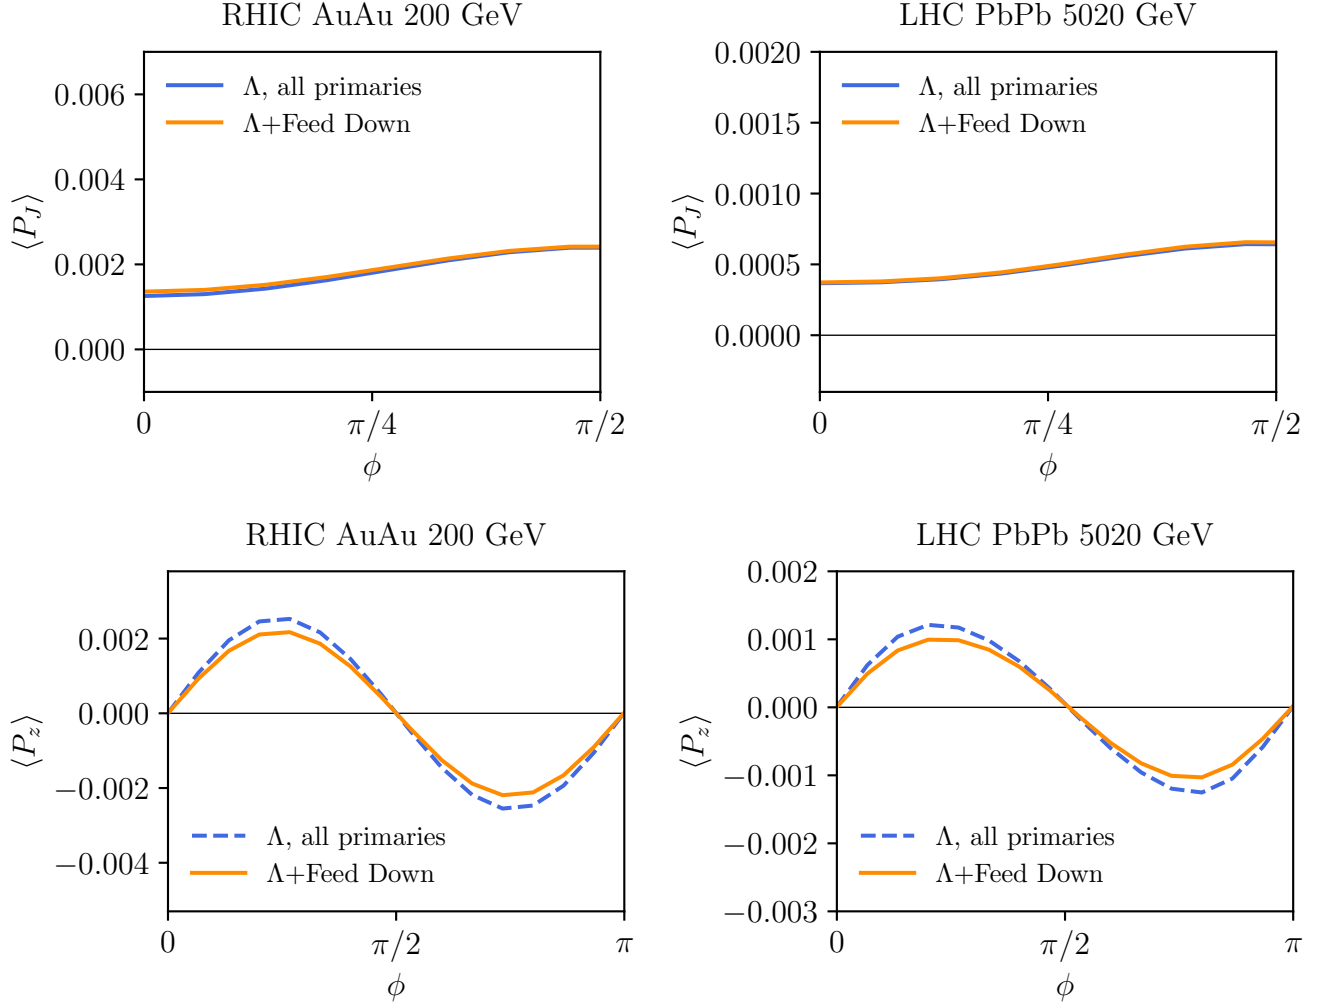 RHIC AuAu 200 GeV
0.006
0.004
0.002
0.000
⟨P_J⟩
Λ, all primaries
Λ+Feed Down
0
π/4
π/2
ϕ
LHC PbPb 5020 GeV
0.0020
0.0015
0.0010
0.0005
0.0000
⟨P_J⟩
Λ, all primaries
Λ+Feed Down
0
π/4
π/2
ϕ
RHIC AuAu 200 GeV
0.002
0.000
−0.002
−0.004
⟨P_z⟩
Λ, all primaries
Λ+Feed Down
0
π/2
π
ϕ
LHC PbPb 5020 GeV
0.002
0.001
0.000
−0.001
−0.002
−0.003
⟨P_z⟩
Λ, all primaries
Λ+Feed Down
0
π/2
π
ϕ